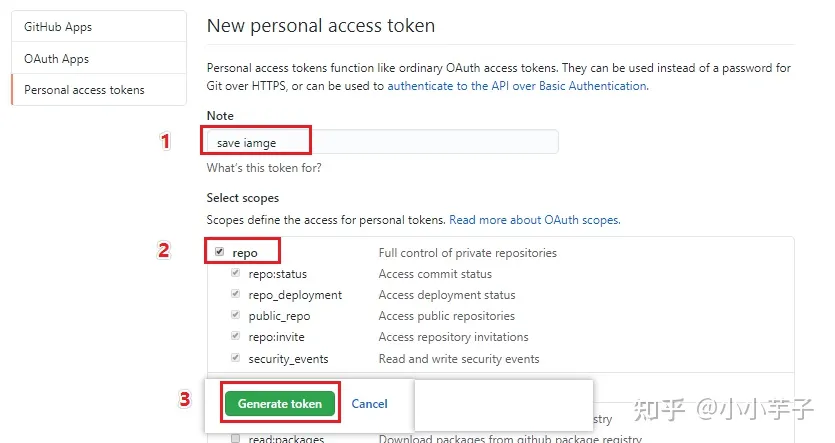 GitHub Apps
OAuth Apps
Personal access tokens
New personal access token
Personal access tokens function like ordinary OAuth access tokens. They can be used instead of a password for
Git over HTTPS, or can be used to authenticate to the API over Basic Authentication.
Note
1
save iamge
What's this token for?
Select scopes
Scopes define the access for personal tokens. Read more about OAuth scopes.
2
repo Full control of private repositories
repo:status Access commit status
repo_deployment Access deployment status
public_repo Access public repositories
repo:invite Access repository invitations
security_events Read and write security events
3
Generate token Cancel
知乎 @小小芋子
read:packages Download packages from github package registry